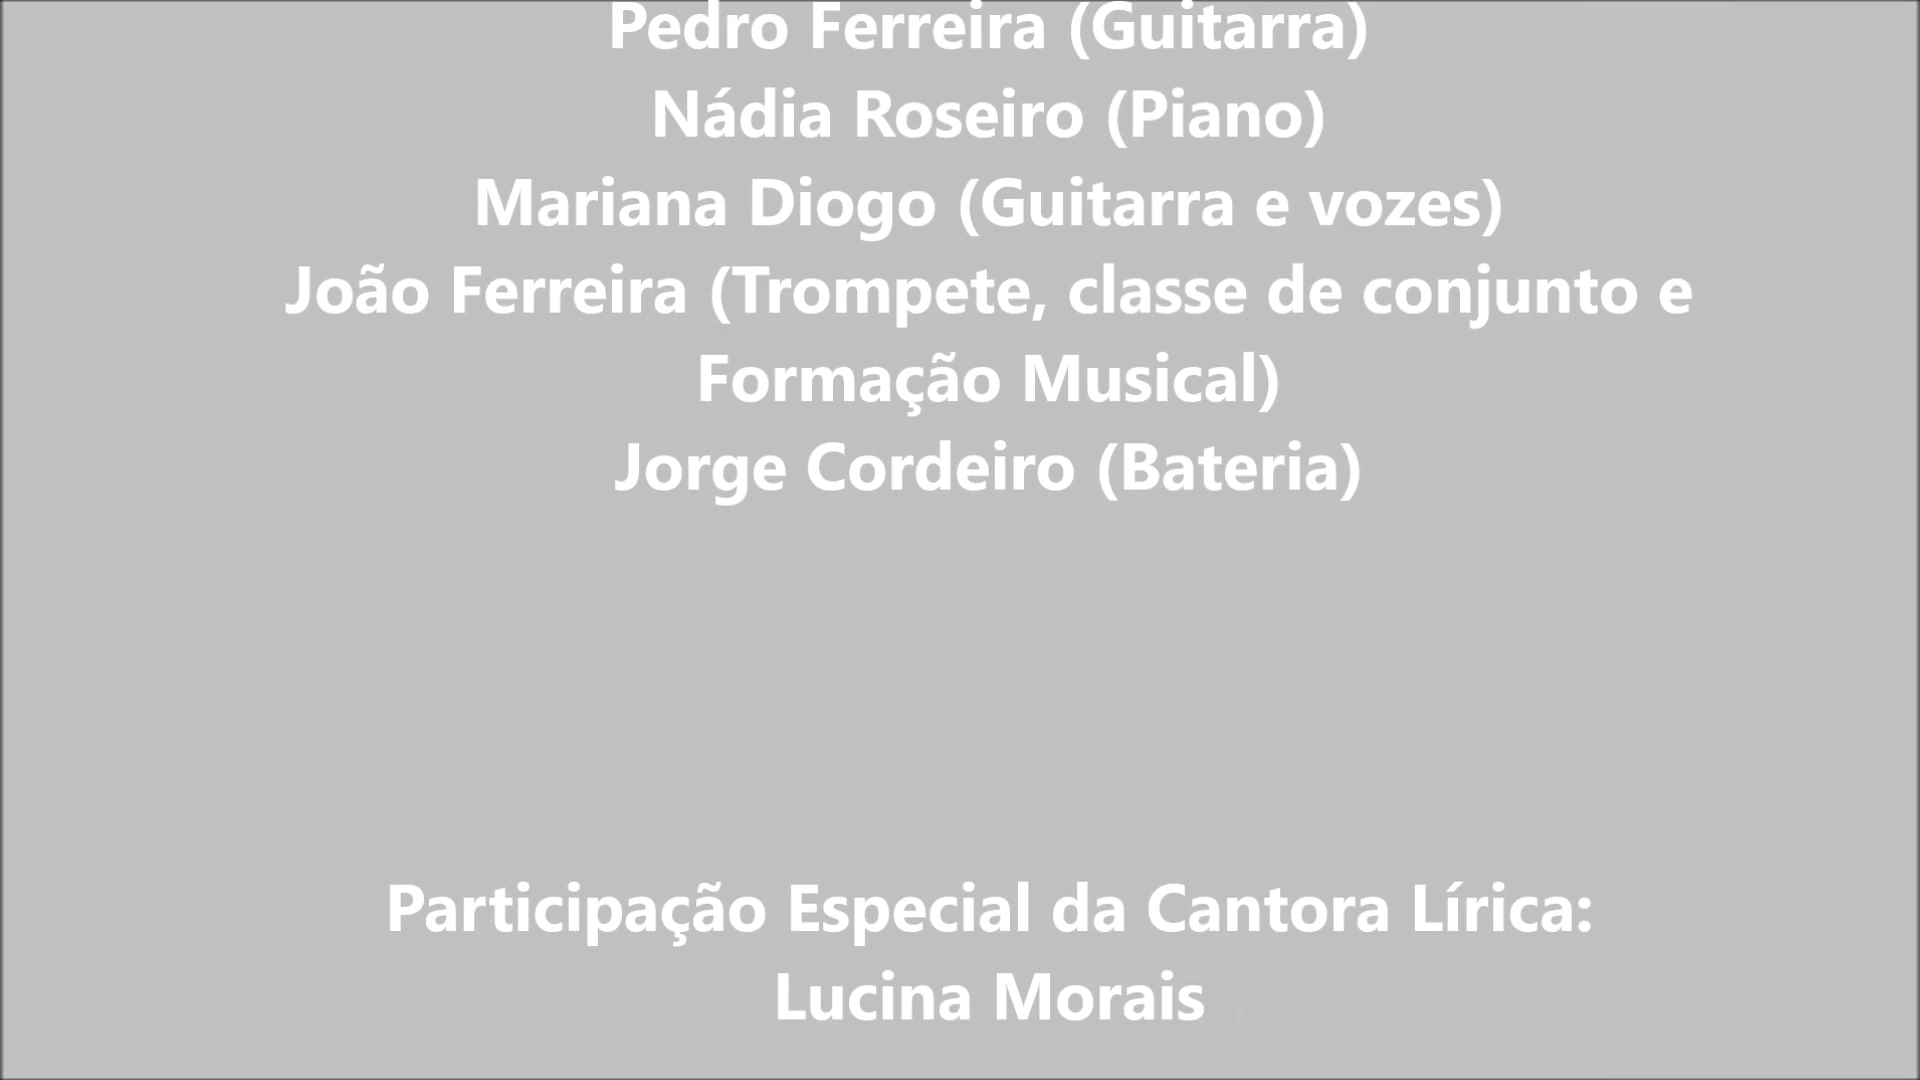 Pedro Ferreira (Guitarra)
Nádia Roseiro (Piano)
Mariana Diogo (Guitarra e vozes)
João Ferreira (Trompete, classe de conjunto e
Formação Musical)
Jorge Cordeiro (Bateria)
Participação Especial da Cantora Lírica:
Lucina Morais